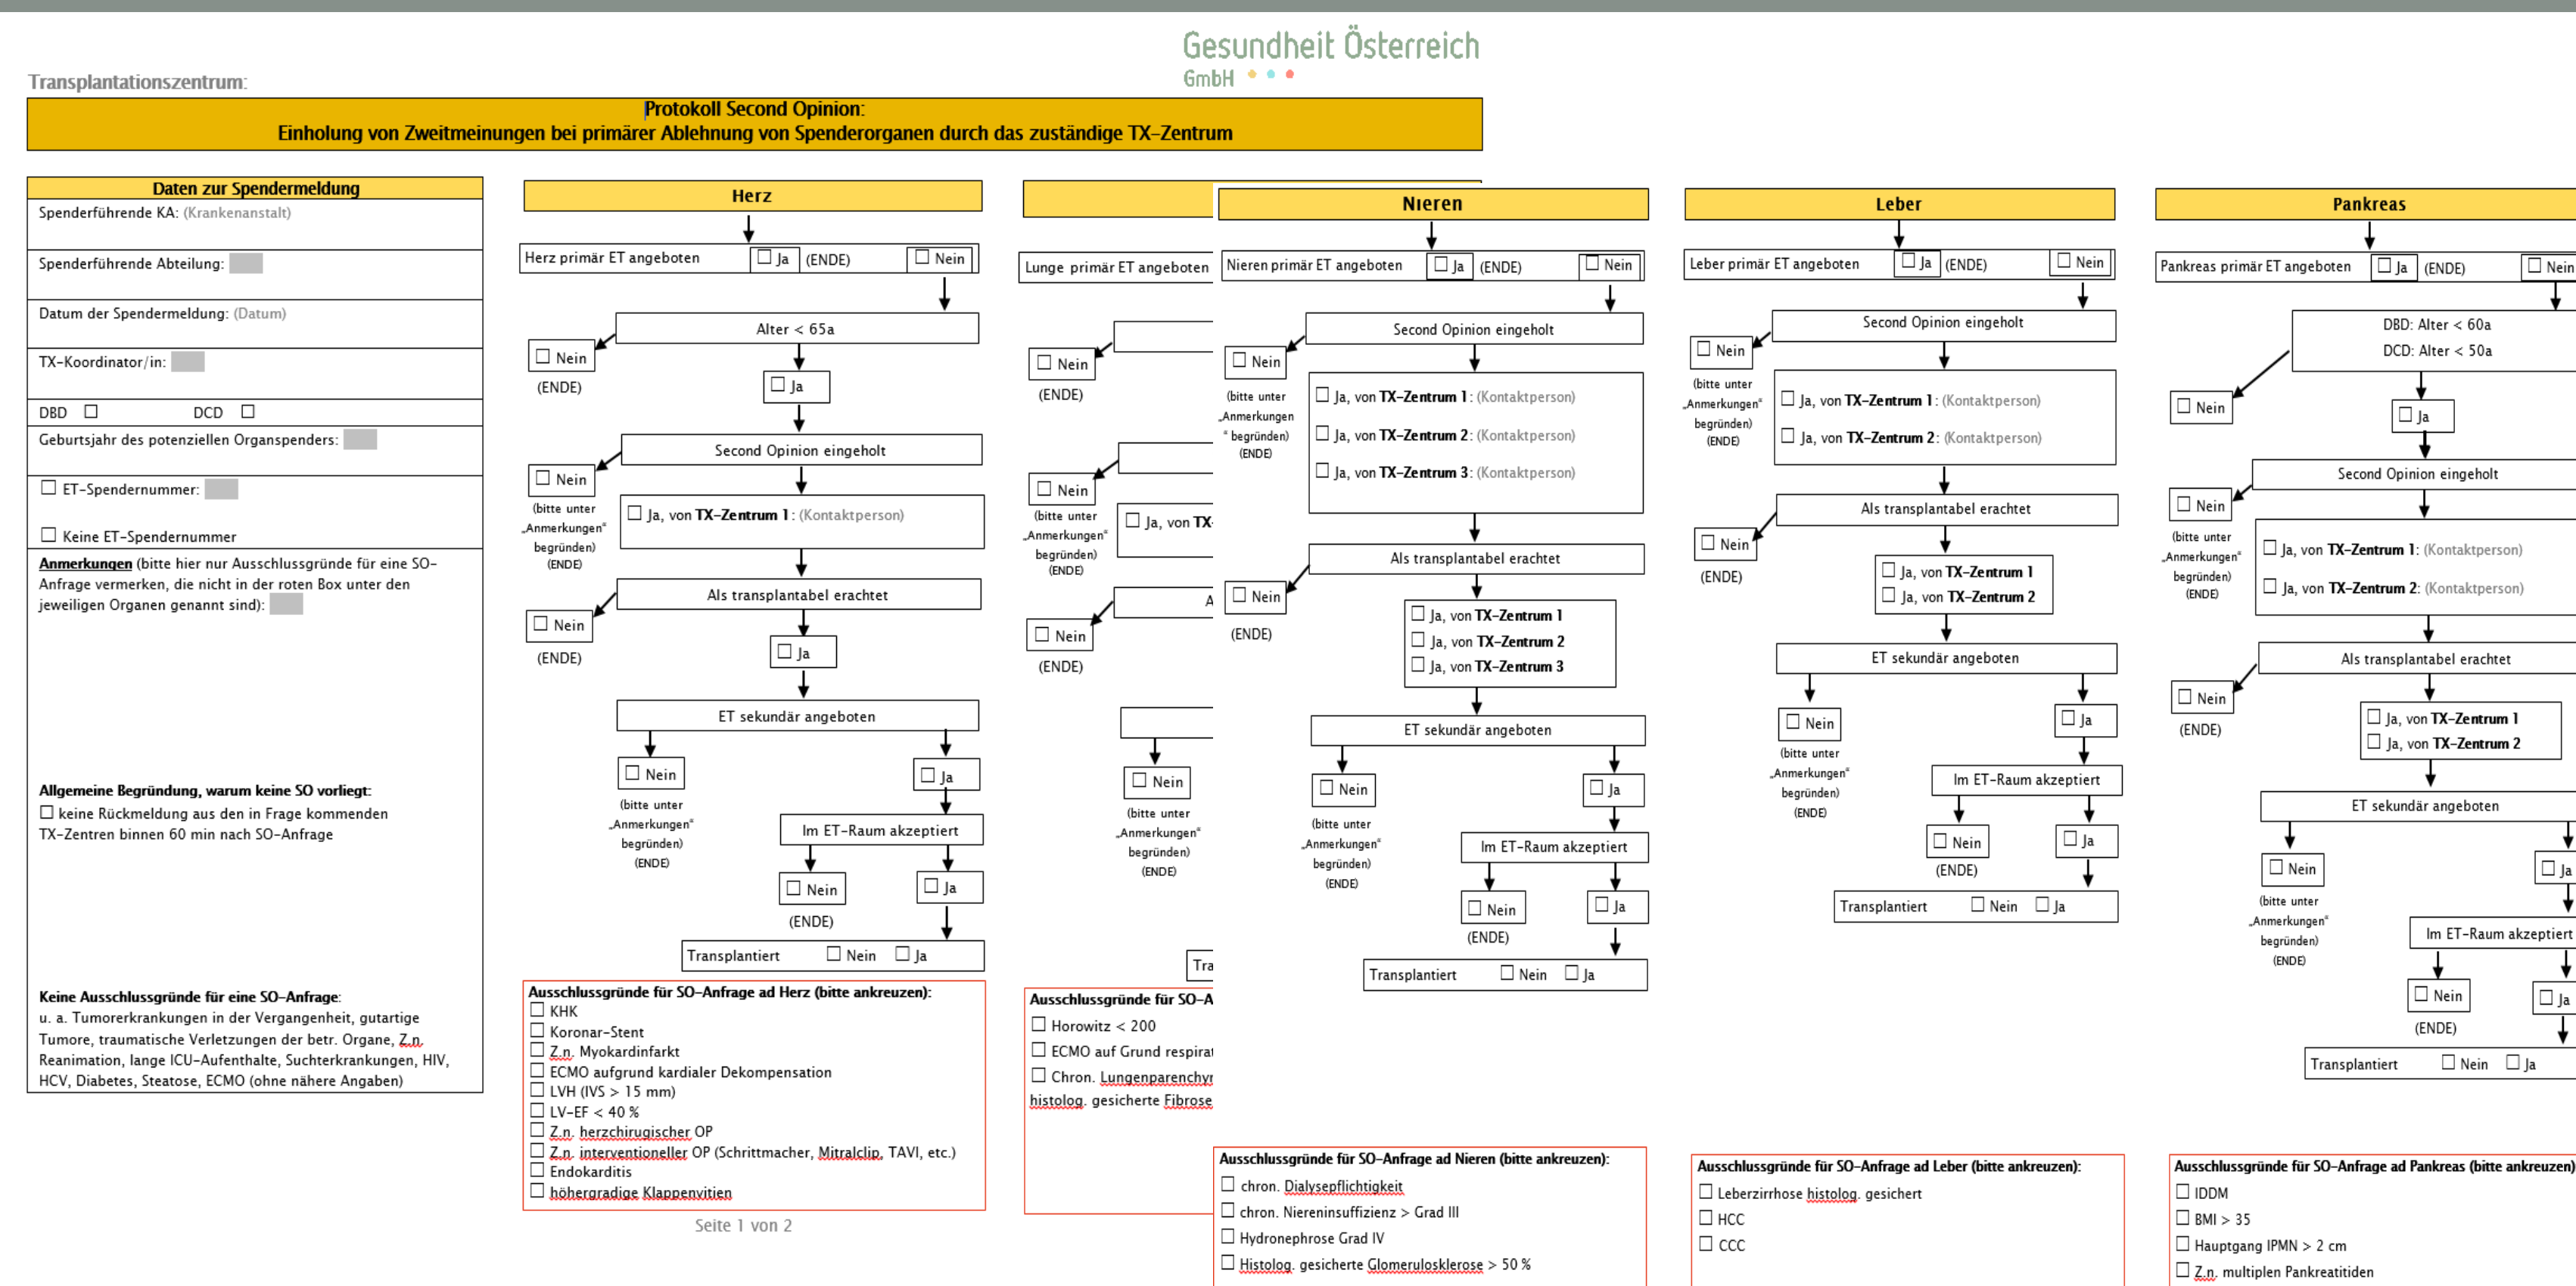 Gesundheit Österreich
GmbH
Transplantationszentrum:
Protokoll Second Opinion:
Einholung von Zweitmeinungen bei primärer Ablehnung von Spenderorganen durch das zuständige TX-Zentrum
Daten zur Spendermeldung
Spenderführende KA: (Krankenanstalt)
Spenderführende Abteilung:
Datum der Spendermeldung: (Datum)
TX-Koordinator/in:
DBD ☐ DCD ☐
Geburtsjahr des potenziellen Organspenders:
☐ ET-Spendernummer:
☐ Keine ET-Spendernummer
Anmerkungen (bitte hier nur Ausschlussgründe für eine SO-
Anfrage vermerken, die nicht in der roten Box unter den
jeweiligen Organen genannt sind):
Allgemeine Begründung, warum keine SO vorliegt:
☐ keine Rückmeldung aus den in Frage kommenden
TX-Zentren binnen 60 min nach SO-Anfrage
Keine Ausschlussgründe für eine SO-Anfrage:
u. a. Tumorerkrankungen in der Vergangenheit, gutartige
Tumore, traumatische Verletzungen der betr. Organe, Z.n.
Reanimation, lange ICU-Aufenthalte, Suchterkrankungen, HIV,
HCV, Diabetes, Steatose, ECMO (ohne nähere Angaben)
Herz
Herz primär ET angeboten ☐ Ja (ENDE) ☐ Nein
Alter < 65a
☐ Nein
(ENDE)
☐ Ja
Second Opinion eingeholt
☐ Nein
(bitte unter
„Anmerkungen“
begründen)
(ENDE)
☐ Ja, von TX-Zentrum 1: (Kontaktperson)
Als transplantabel erachtet
☐ Nein
(ENDE)
☐ Ja
ET sekundär angeboten
☐ Nein
(bitte unter
„Anmerkungen“
begründen)
(ENDE)
☐ Ja
Im ET-Raum akzeptiert
☐ Nein
(ENDE)
☐ Ja
Transplantiert ☐ Nein ☐ Ja
Ausschlussgründe für SO-Anfrage ad Herz (bitte ankreuzen):
☐ KHK
☐ Koronar-Stent
☐ Z.n. Myokardinfarkt
☐ ECMO aufgrund kardialer Dekompensation
☐ LVH (IVS > 15 mm)
☐ LV-EF < 40 %
☐ Z.n. herzchirugischer OP
☐ Z.n. interventioneller OP (Schrittmacher, Mitralclip, TAVI, etc.)
☐ Endokarditis
☐ höhergradige Klappenvitien
Seite 1 von 2
Lunge primär ET angeboten
☐ Nein
(ENDE)
☐ Nein
(bitte unter
„Anmerkungen“
begründen)
(ENDE)
☐ Ja, von TX-
A
☐ Nein
(ENDE)
☐ Nein
(bitte unter
„Anmerkungen“
begründen)
(ENDE)
Tra
Ausschlussgründe für SO-A
☐ Horowitz < 200
☐ ECMO auf Grund respirat
☐ Chron. Lungenparenchyr
histolog. gesicherte Fibrose
Nieren
Nieren primär ET angeboten ☐ Ja (ENDE) ☐ Nein
Second Opinion eingeholt
☐ Nein
(bitte unter
„Anmerkungen
“ begründen)
(ENDE)
☐ Ja, von TX-Zentrum 1: (Kontaktperson)
☐ Ja, von TX-Zentrum 2: (Kontaktperson)
☐ Ja, von TX-Zentrum 3: (Kontaktperson)
Als transplantabel erachtet
☐ Nein
(ENDE)
☐ Ja, von TX-Zentrum 1
☐ Ja, von TX-Zentrum 2
☐ Ja, von TX-Zentrum 3
ET sekundär angeboten
☐ Nein
(bitte unter
„Anmerkungen“
begründen)
(ENDE)
☐ Ja
Im ET-Raum akzeptiert
☐ Nein
(ENDE)
☐ Ja
Transplantiert ☐ Nein ☐ Ja
Ausschlussgründe für SO-Anfrage ad Nieren (bitte ankreuzen):
☐ chron. Dialysepflichtigkeit
☐ chron. Niereninsuffizienz > Grad III
☐ Hydronephrose Grad IV
☐ Histolog. gesicherte Glomerulosklerose > 50 %
Leber
Leber primär ET angeboten ☐ Ja (ENDE) ☐ Nein
Second Opinion eingeholt
☐ Nein
(bitte unter
„Anmerkungen“
begründen)
(ENDE)
☐ Ja, von TX-Zentrum 1: (Kontaktperson)
☐ Ja, von TX-Zentrum 2: (Kontaktperson)
Als transplantabel erachtet
☐ Nein
(ENDE)
☐ Ja, von TX-Zentrum 1
☐ Ja, von TX-Zentrum 2
ET sekundär angeboten
☐ Nein
(bitte unter
„Anmerkungen“
begründen)
(ENDE)
☐ Ja
Im ET-Raum akzeptiert
☐ Nein
(ENDE)
☐ Ja
Transplantiert ☐ Nein ☐ Ja
Ausschlussgründe für SO-Anfrage ad Leber (bitte ankreuzen):
☐ Leberzirrhose histolog. gesichert
☐ HCC
☐ CCC
Pankreas
Pankreas primär ET angeboten ☐ Ja (ENDE) ☐ Nein
DBD: Alter < 60a
DCD: Alter < 50a
☐ Nein
☐ Ja
Second Opinion eingeholt
☐ Nein
(bitte unter
„Anmerkungen“
begründen)
(ENDE)
☐ Ja, von TX-Zentrum 1: (Kontaktperson)
☐ Ja, von TX-Zentrum 2: (Kontaktperson)
Als transplantabel erachtet
☐ Nein
(ENDE)
☐ Ja, von TX-Zentrum 1
☐ Ja, von TX-Zentrum 2
ET sekundär angeboten
☐ Nein
(bitte unter
„Anmerkungen“
begründen)
(ENDE)
☐ Ja
Im ET-Raum akzeptiert
☐ Nein
(ENDE)
☐ Ja
Transplantiert ☐ Nein ☐ Ja
Ausschlussgründe für SO-Anfrage ad Pankreas (bitte ankreuzen)
☐ IDDM
☐ BMI > 35
☐ Hauptgang IPMN > 2 cm
☐ Z.n. multiplen Pankreatitiden